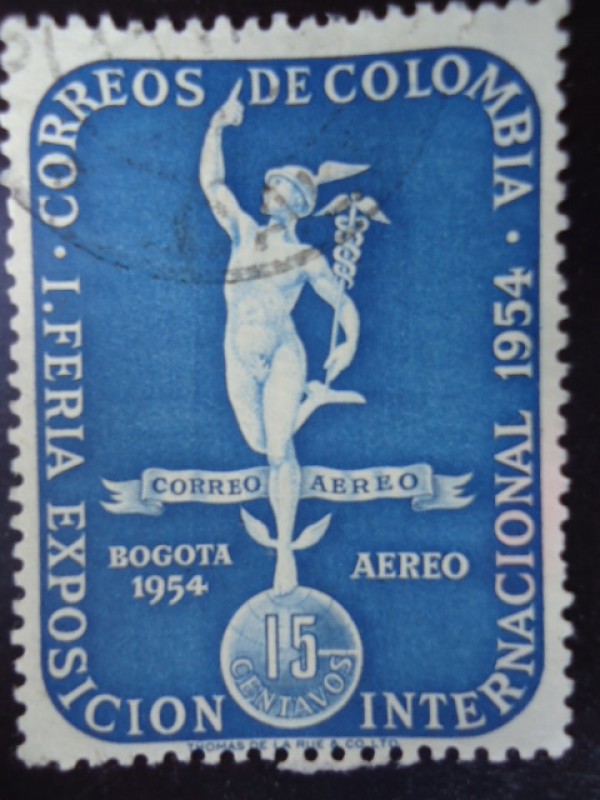 CORREOS DE COLOMBIA
I. FERIA EXPOSICION INTERNACIONAL 1954
CORREO AEREO
BOGOTA
1954
AEREO
15
CENTAVOS
THOMAS DE LA RUE & CO. LTD.